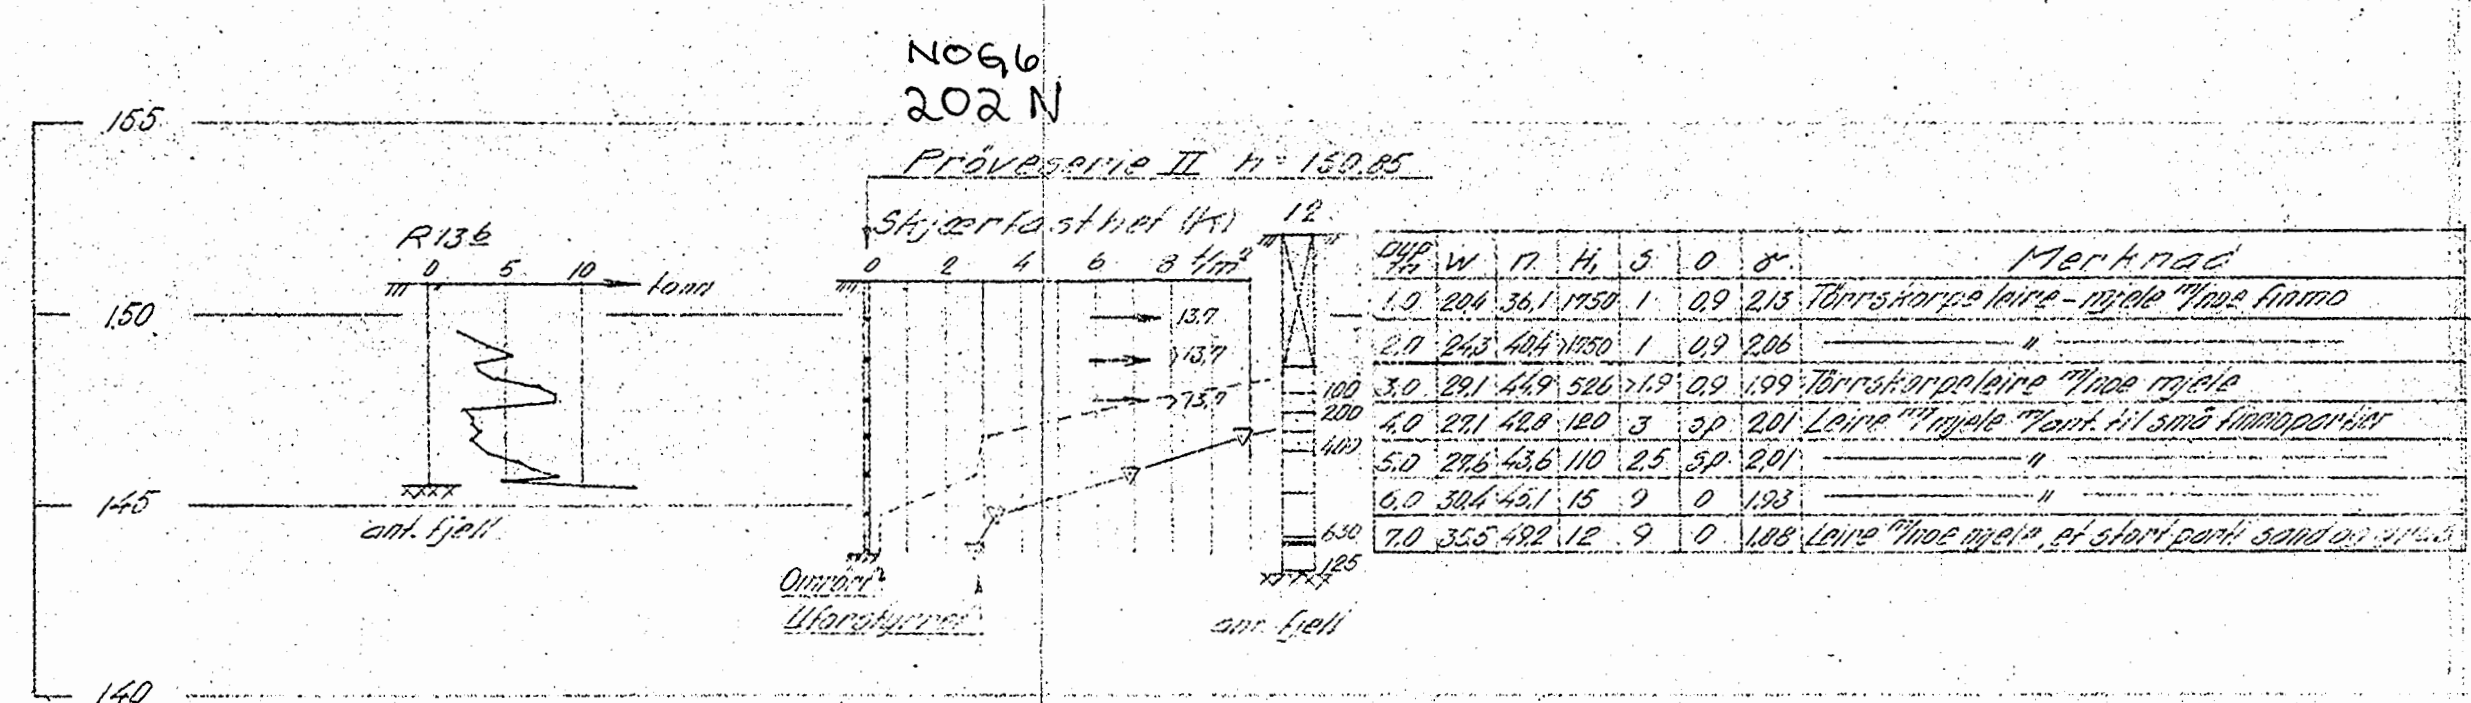 NOG6
202 N
155
Prøveserie II h = 150.85
Skjærfasthet (k)
12
R13b
0 5 10 tonn
0 2 4 6 8 t/m²
150
13.7
>13.7
>13.7
100
200
400
630
125
145
ant. fjell
Omrørt
Uforstyrret
ant. fjell
140
Dyp m W n H₁ S O γ Merknad
1.0 20.4 36.1 1750 1 0.9 2.13 Tørrskorpeleire - mjele m/noe finmo
2.0 24.3 40.4 >1750 1 0.9 2.06 — " —
3.0 29.1 44.9 526 >1.9 0.9 1.99 Tørrskorpeleire m/noe mjele
4.0 27.1 42.8 120 3 sp 2.01 Leire m/mjele m/ant. til små finmopartier
5.0 27.6 43.6 110 2.5 sp. 2.01 — " —
6.0 30.4 45.1 15 9 0 1.93 — " —
7.0 35.5 49.2 12 9 0 1.88 Leire m/noe mjele, et stort parti sand og grus